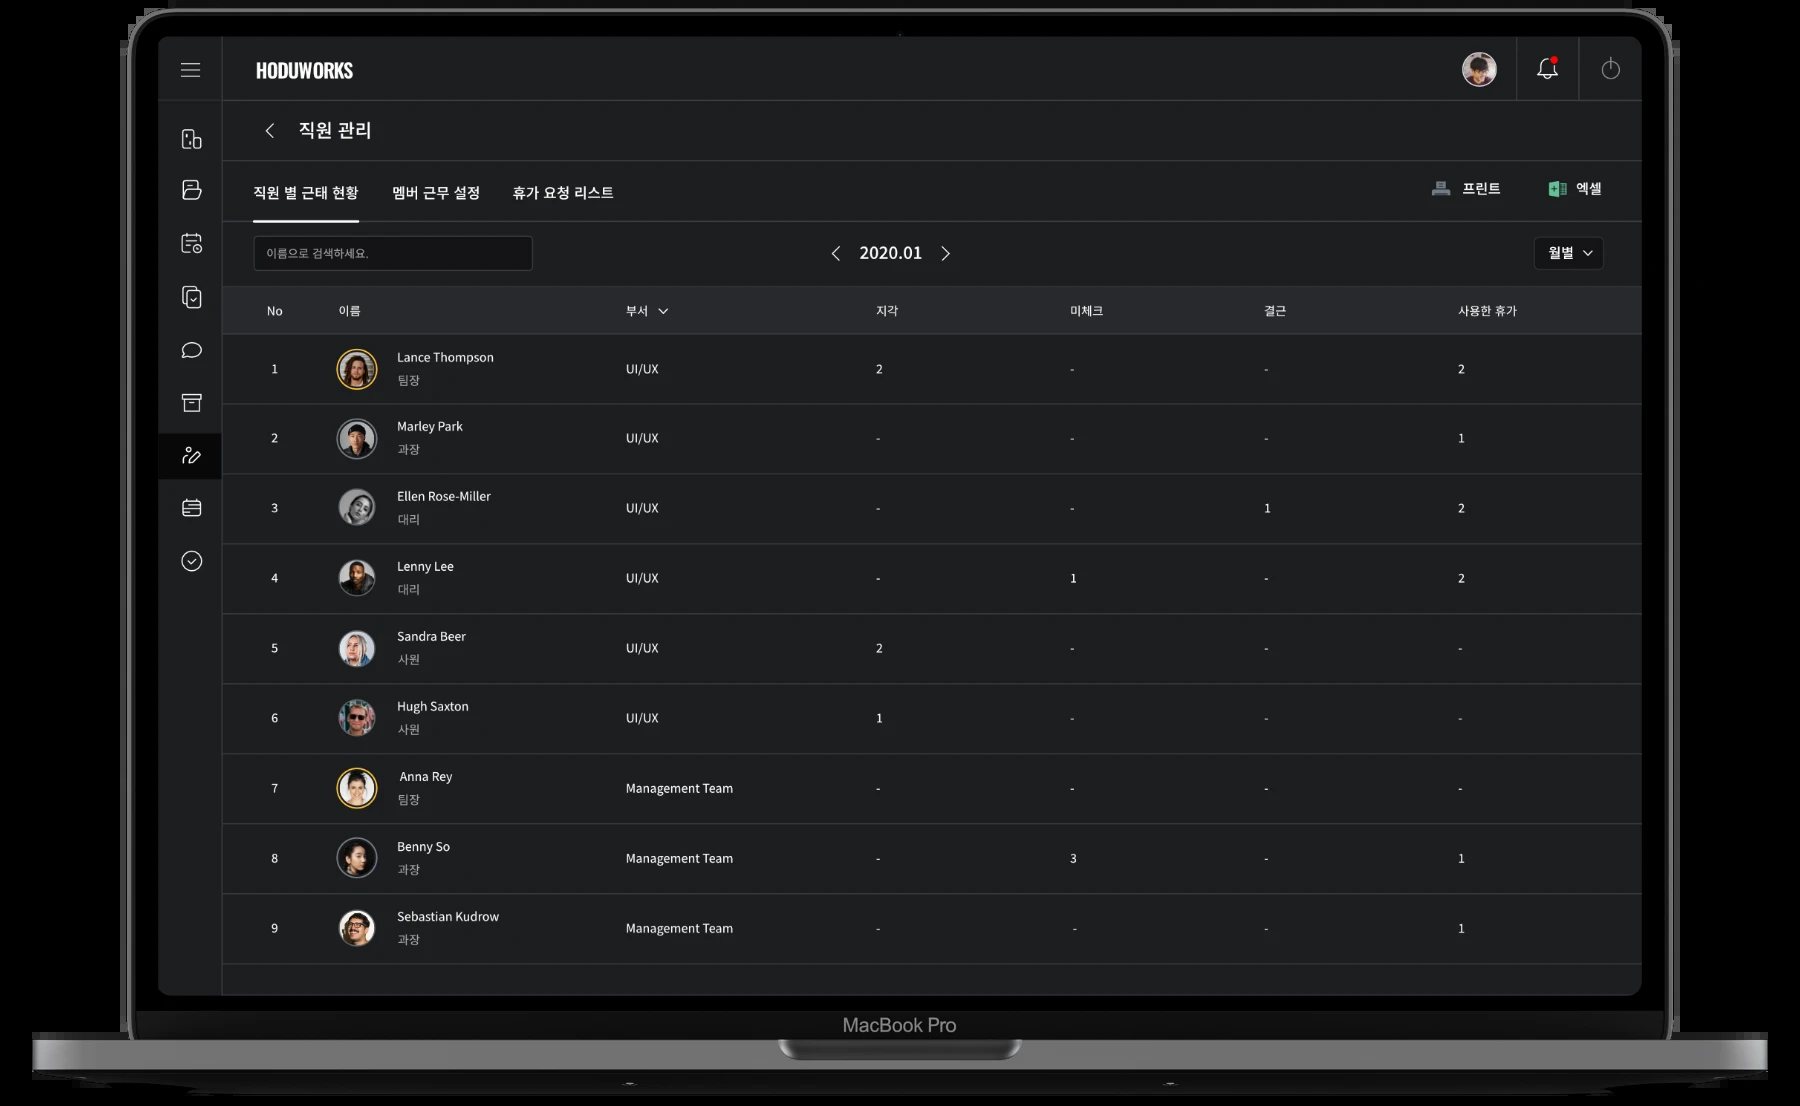 HODUWORKS
직원 관리
직원 별 근태 현황 멤버 근무 설정 휴가 요청 리스트 프린트 엑셀
이름으로 검색하세요. 2020.01 월별
No 이름 부서 지각 미체크 결근 사용한 휴가
1 Lance Thompson UI/UX 2 - - 2
팀장
2 Marley Park UI/UX - - - 1
과장
3 Ellen Rose-Miller UI/UX - - 1 2
대리
4 Lenny Lee UI/UX - 1 - 2
대리
5 Sandra Beer UI/UX 2 - - -
사원
6 Hugh Saxton UI/UX 1 - - -
사원
7 Anna Rey Management Team - - - -
팀장
8 Benny So Management Team - 3 - 1
과장
9 Sebastian Kudrow Management Team - - - 1
과장
MacBook Pro